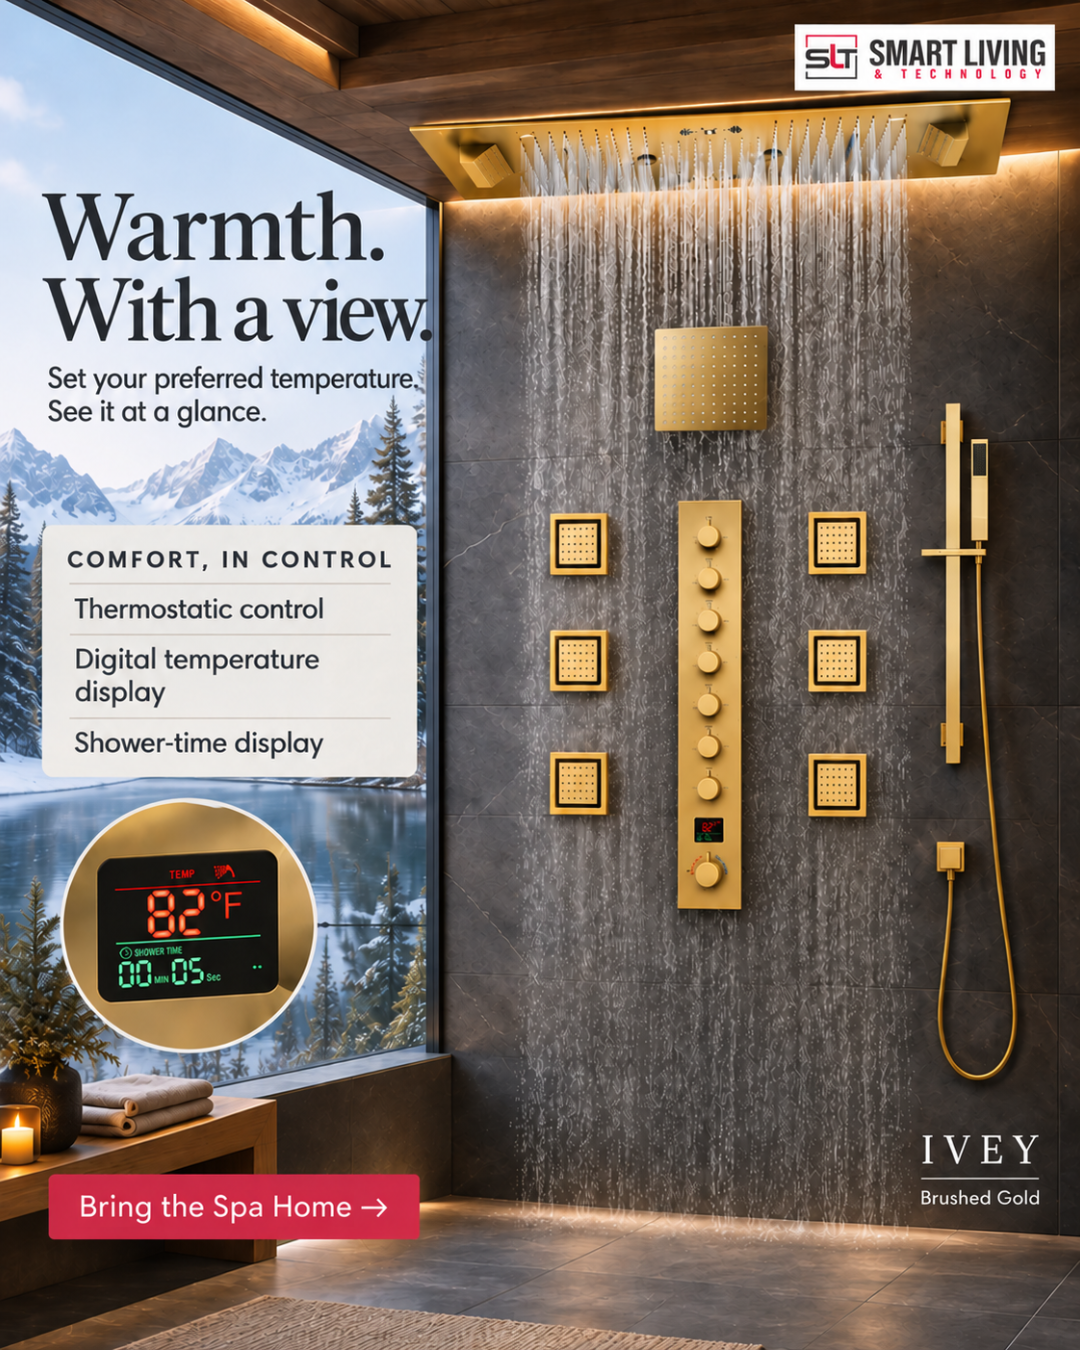 SLT SMART LIVING
& TECHNOLOGY
Warmth.
With a view.
Set your preferred temperature.
See it at a glance.
COMFORT, IN CONTROL
Thermostatic control
Digital temperature
display
Shower-time display
TEMP
82°F
SHOWER TIME
00 MIN 05 Sec
82
IVEY
Brushed Gold
Bring the Spa Home →